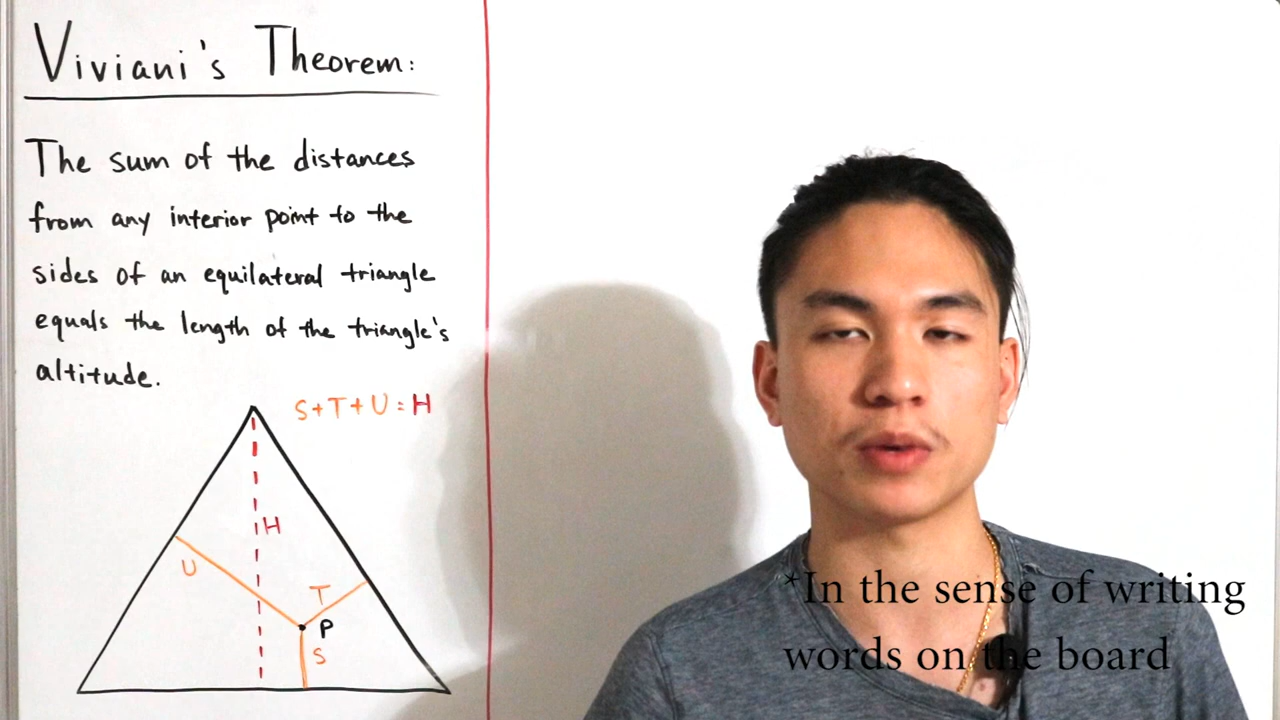 Viviani's Theorem:
The sum of the distances
from any interior point to the
sides of an equilateral triangle
equals the length of the triangle's
altitude.
S+T+U=H
H
U
T
P
S
*In the sense of writing
words on the board